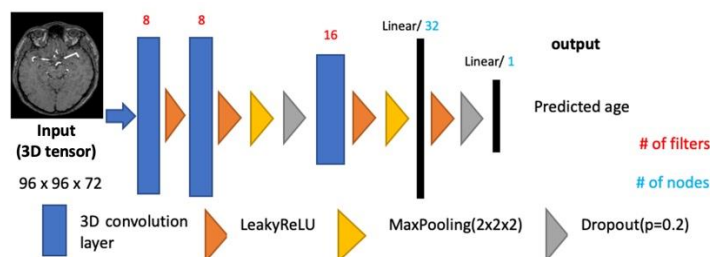 8
8
16
Linear/ 32
Linear/ 1
output
Input
(3D tensor)
96 x 96 x 72
Predicted age
# of filters
# of nodes
3D convolution
layer
LeakyReLU
MaxPooling(2x2x2)
Dropout(p=0.2)